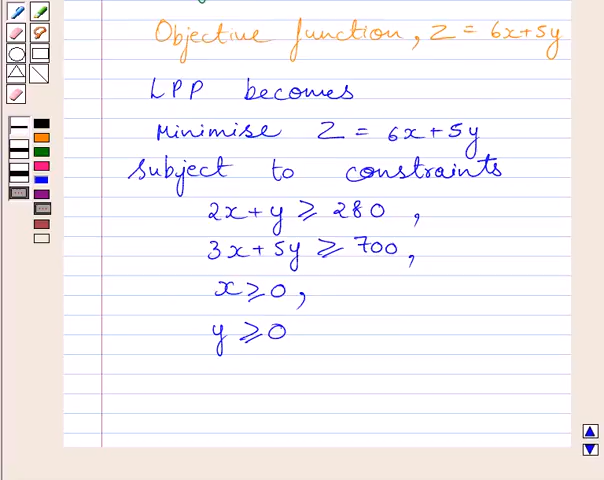 Objective function, Z = 6x+5y
LPP becomes
Minimise Z = 6x+5y
Subject to constraints
2x+y ≥ 280 ,
3x+5y ≥ 700 ,
x ≥ 0 ,
y ≥ 0